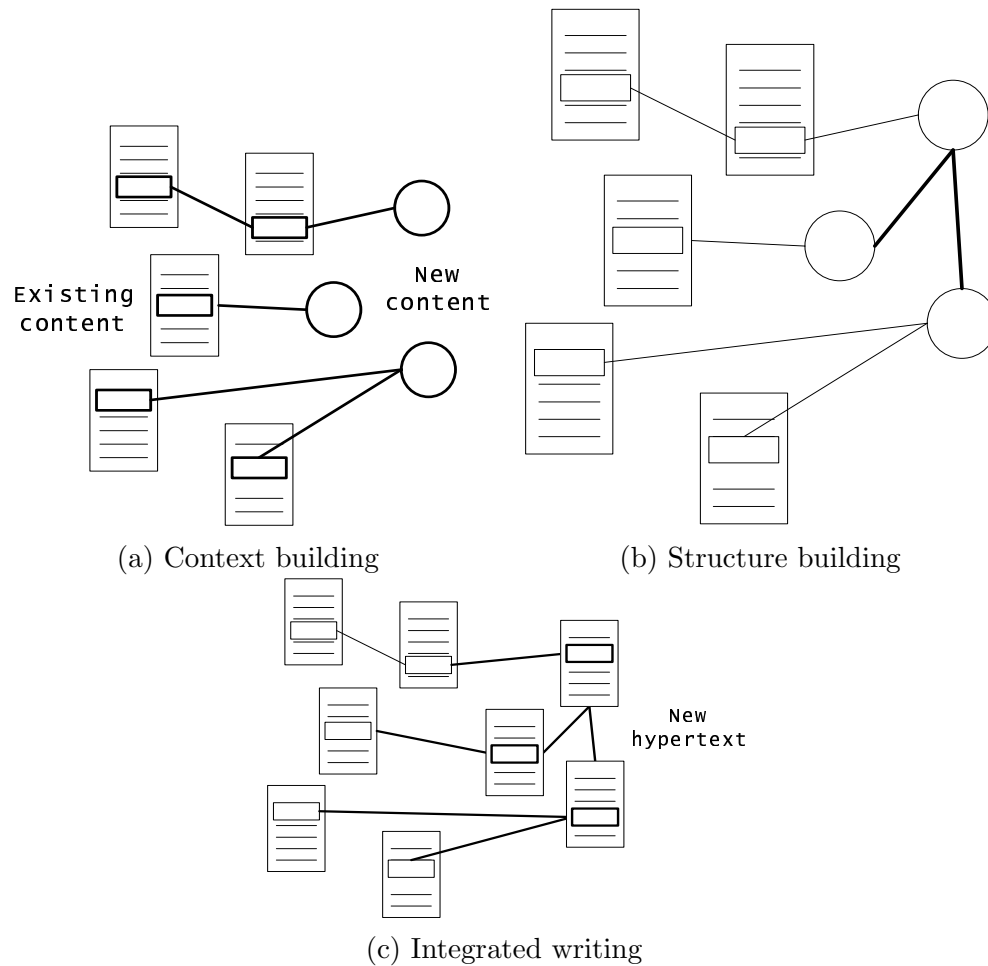 Existing
content
New
content
(a) Context building
(b) Structure building
New
hypertext
(c) Integrated writing